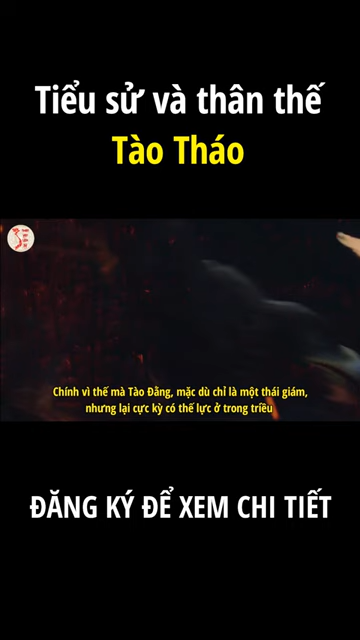 Tiểu sử và thân thế
Tào Tháo
Chính vì thế mà Tào Đằng, mặc dù chỉ là một thái giám,
nhưng lại cực kỳ có thế lực ở trong triều
ĐĂNG KÝ ĐỂ XEM CHI TIẾT